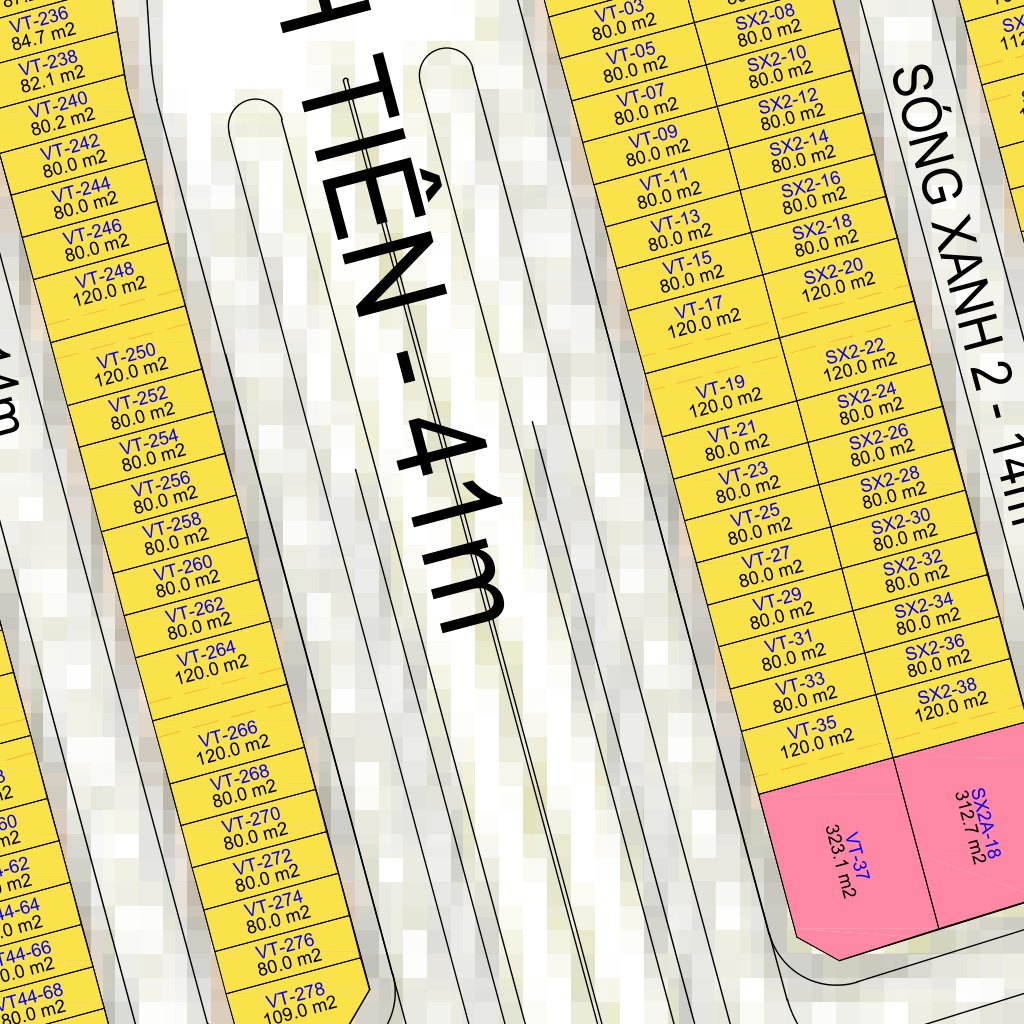 VT-236
84.7 m2
VT-238
82.1 m2
VT-240
80.2 m2
VT-242
80.0 m2
VT-244
80.0 m2
VT-246
80.0 m2
VT-248
120.0 m2
VT-250
120.0 m2
VT-252
80.0 m2
VT-254
80.0 m2
VT-256
80.0 m2
VT-258
80.0 m2
VT-260
80.0 m2
VT-262
80.0 m2
VT-264
120.0 m2
VT-266
120.0 m2
VT-268
80.0 m2
VT-270
80.0 m2
VT-272
80.0 m2
VT-274
80.0 m2
VT-276
80.0 m2
VT-278
109.0 m2
14m
T44-66
VT44-68
80.0 m2
TIÊN - 41m
VT-03
80.0 m2
VT-05
80.0 m2
VT-07
80.0 m2
VT-09
80.0 m2
VT-11
80.0 m2
VT-13
80.0 m2
VT-15
80.0 m2
VT-17
120.0 m2
VT-19
120.0 m2
VT-21
80.0 m2
VT-23
80.0 m2
VT-25
80.0 m2
VT-27
80.0 m2
VT-29
80.0 m2
VT-31
80.0 m2
VT-33
80.0 m2
VT-35
120.0 m2
VT-37
323.1 m2
SX2-08
80.0 m2
SX2-10
80.0 m2
SX2-12
80.0 m2
SX2-14
80.0 m2
SX2-16
80.0 m2
SX2-18
80.0 m2
SX2-20
120.0 m2
SX2-22
120.0 m2
SX2-24
80.0 m2
SX2-26
80.0 m2
SX2-28
80.0 m2
SX2-30
80.0 m2
SX2-32
80.0 m2
SX2-34
80.0 m2
SX2-36
80.0 m2
SX2-38
120.0 m2
SX2A-18
312.7 m2
SÓNG XANH 2 - 14m